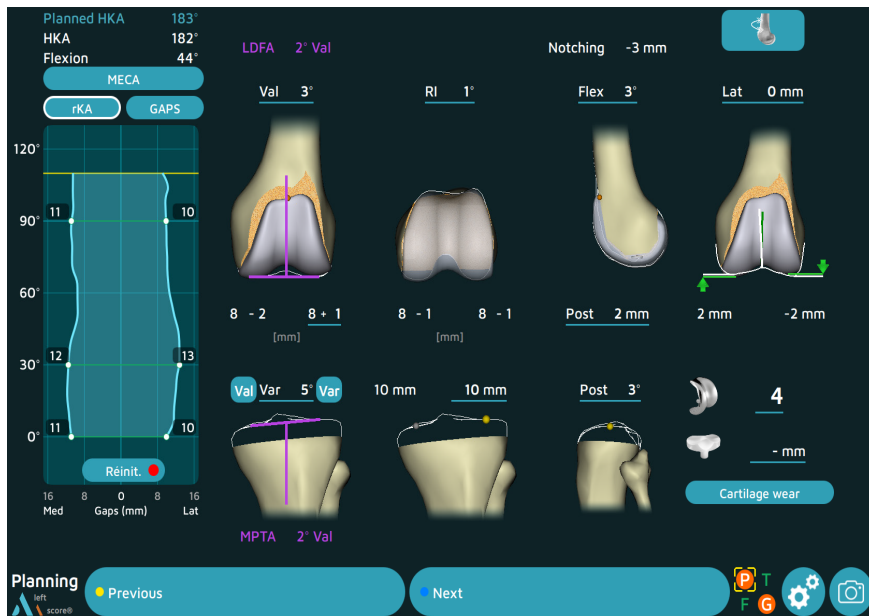 Planned HKA 183°
HKA 182°
Flexion 44°
MECA
rKA GAPS
LDFA 2° Val
Notching -3 mm
Val 3°
RI 1°
Flex 3°
Lat 0 mm
120°
90°
60°
30°
0°
11 10
12 13
11 10
Réinit.
16 8 0 8 16
Med Gaps (mm) Lat
8 - 2 8 + 1
[mm]
8 - 1 8 - 1
[mm]
Post 2 mm
2 mm -2 mm
Val Var 5° Var
10 mm 10 mm
Post 3°
4
- mm
Cartilage wear
MPTA 2° Val
Planning
left
score®
Previous
Next
P T
F G